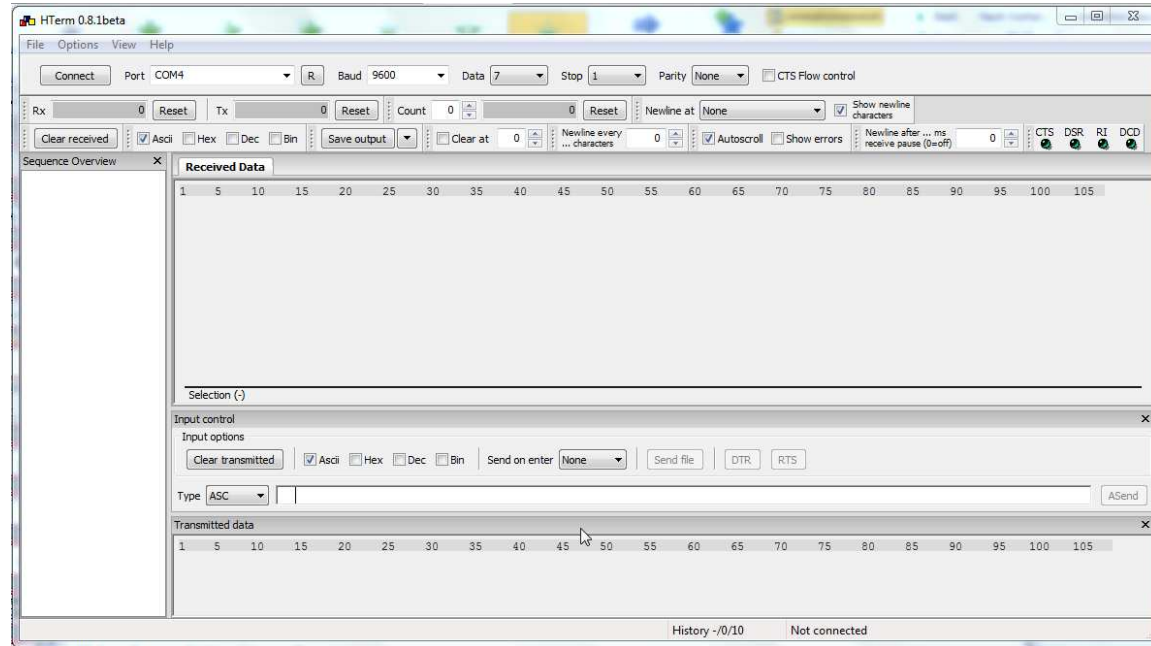 HTerm 0.8.1beta
File Options View Help
Connect Port COM4 R Baud 9600 Data 7 Stop 1 Parity None CTS Flow control
Rx 0 Reset Tx 0 Reset Count 0 0 Reset Newline at None Show newline characters
Clear received Ascii Hex Dec Bin Save output Clear at 0 Newline every ... characters 0 Autoscroll Show errors Newline after ... ms receive pause (0=off) 0 CTS DSR RI DCD
Sequence Overview X Received Data
1 5 10 15 20 25 30 35 40 45 50 55 60 65 70 75 80 85 90 95 100 105
Selection (-)
Input control
Input options
Clear transmitted Ascii Hex Dec Bin Send on enter None Send file DTR RTS
Type ASC ASend
Transmitted data
1 5 10 15 20 25 30 35 40 45 50 55 60 65 70 75 80 85 90 95 100 105
History -/0/10 Not connected